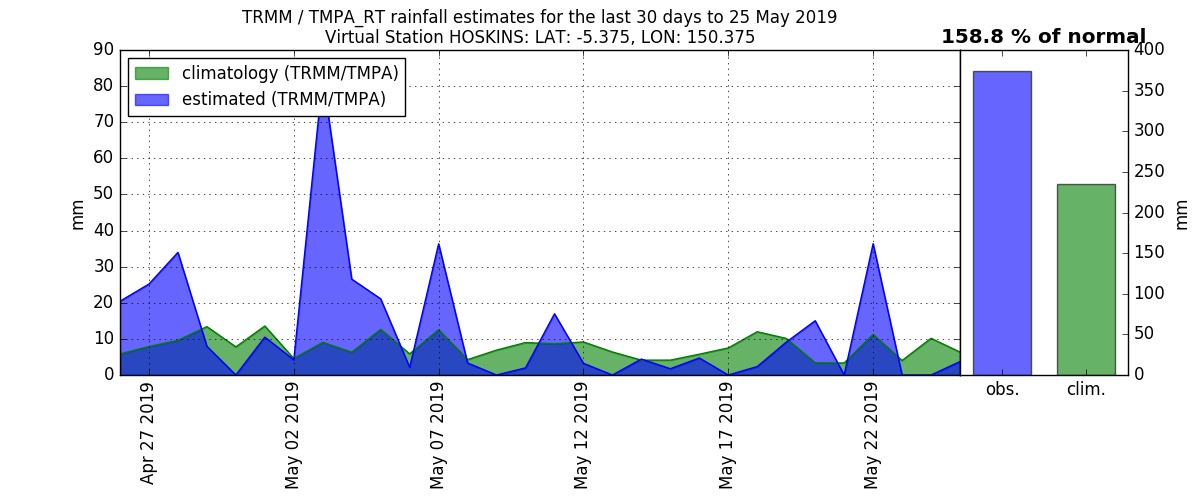 TRMM / TMPA_RT rainfall estimates for the last 30 days to 25 May 2019
Virtual Station HOSKINS: LAT: -5.375, LON: 150.375
158.8 % of normal
climatology (TRMM/TMPA)
estimated (TRMM/TMPA)
90
80
70
60
50
40
30
20
10
0
mm
Apr 27 2019
May 02 2019
May 07 2019
May 12 2019
May 17 2019
May 22 2019
400
350
300
250
200
150
100
50
0
mm
obs.
clim.